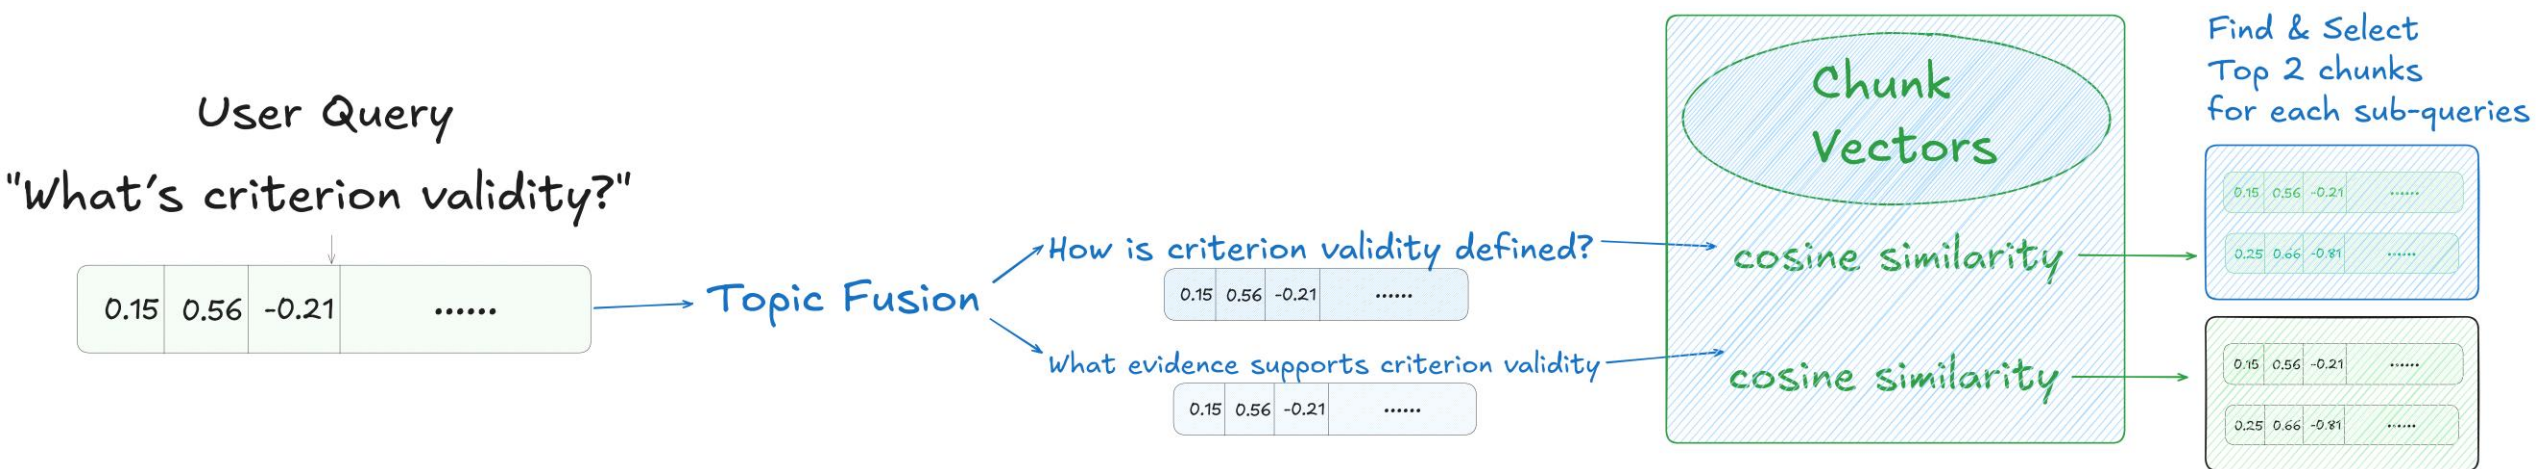 User Query
"What's criterion validity?"
0.15 0.56 -0.21 ......
Topic Fusion
How is criterion validity defined?
0.15 0.56 -0.21 ......
What evidence supports criterion validity
0.15 0.56 -0.21 ......
Chunk
Vectors
cosine similarity
cosine similarity
Find & Select
Top 2 chunks
for each sub-queries
0.15 0.56 -0.21 ......
0.25 0.66 -0.81 ......
0.15 0.56 -0.21 ......
0.25 0.66 -0.81 ......